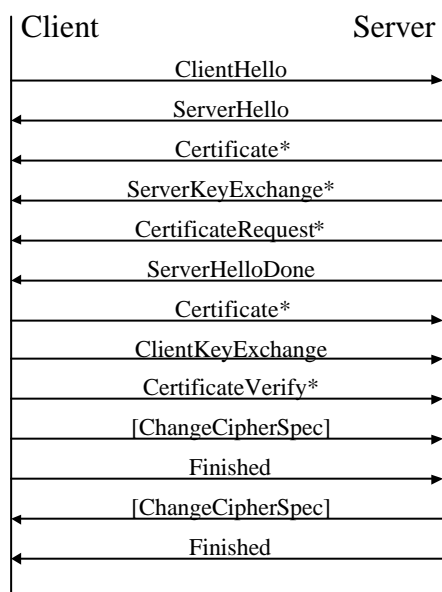 Client Server
ClientHello
ServerHello
Certificate*
ServerKeyExchange*
CertificateRequest*
ServerHelloDone
Certificate*
ClientKeyExchange
CertificateVerify*
[ChangeCipherSpec]
Finished
[ChangeCipherSpec]
Finished